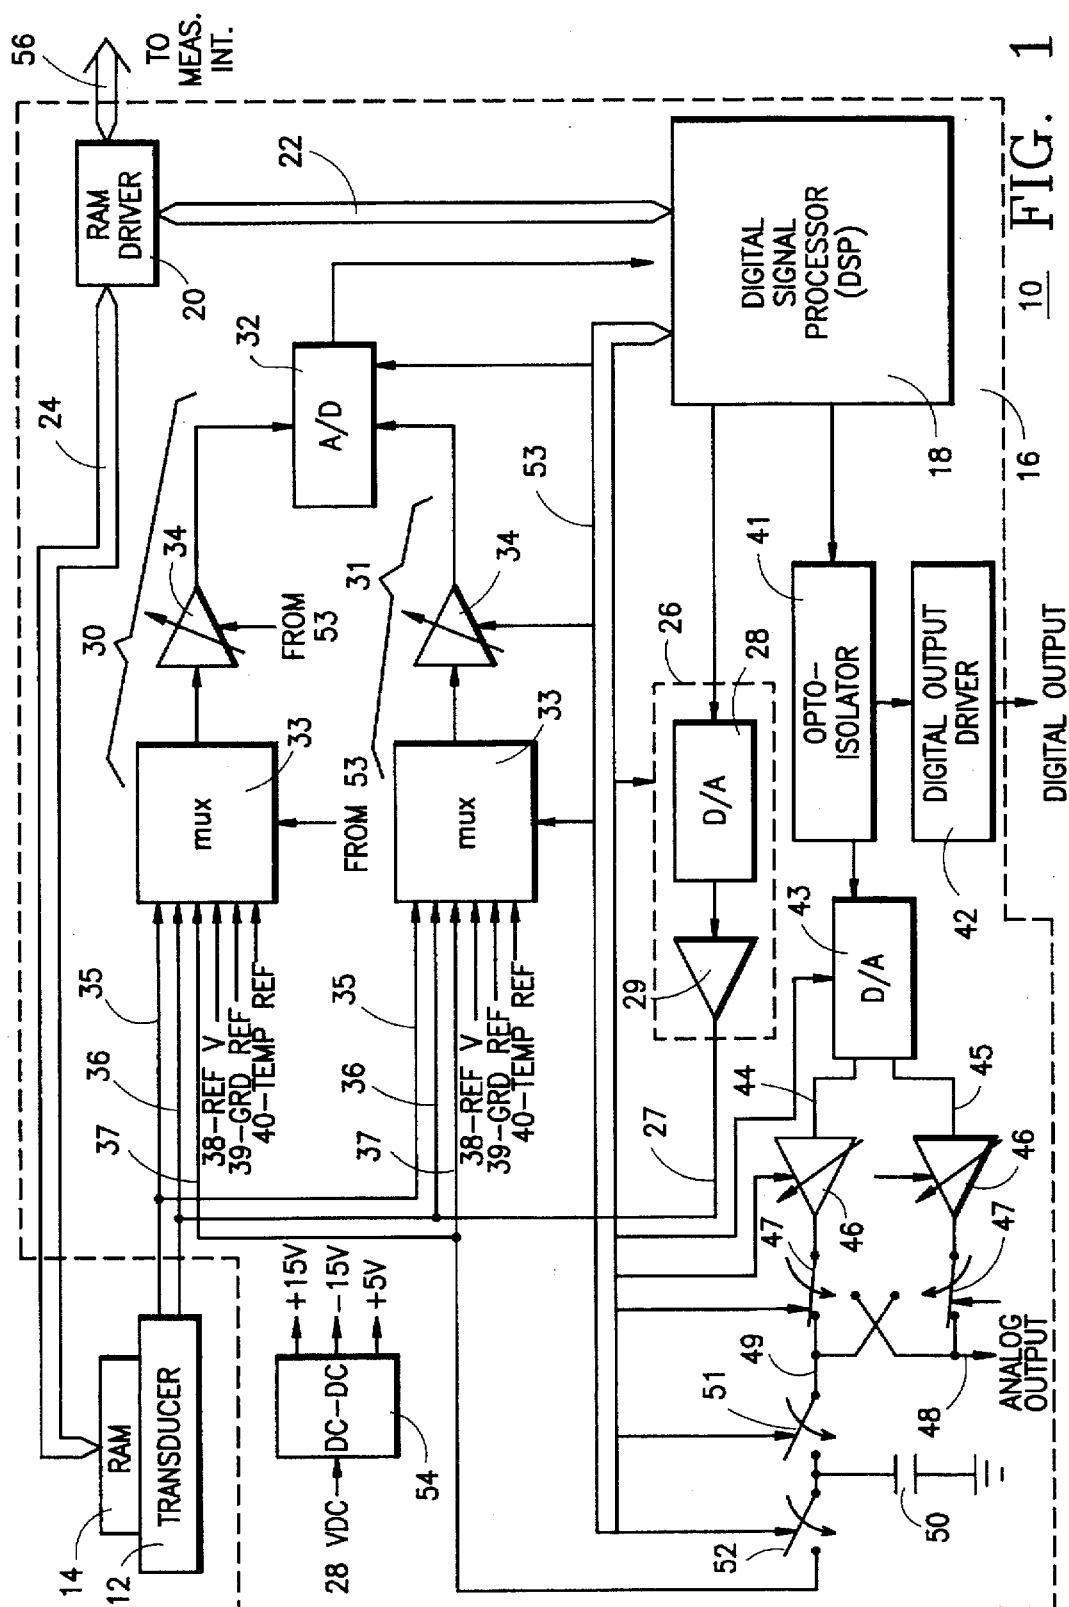 56
TO
MEAS.
INT.
RAM
DRIVER
20
22
24
32
A/D
DIGITAL
SIGNAL
PROCESSOR
(DSP)
18
16
10
FIG. 1
30
34
FROM
53
31
34
53
33
mux
FROM 53
33
mux
35
36
37
38-REF V
39-GRD REF
40-TEMP REF
35
36
37
38-REF V
39-GRD REF
40-TEMP REF
26
28
D/A
29
27
41
OPTO-
ISOLATOR
DIGITAL OUTPUT
DRIVER
42
DIGITAL OUTPUT
43
D/A
44
45
46
46
47
47
49
48
ANALOG
OUTPUT
51
50
52
14
RAM
12
TRANSDUCER
28 VDC
DC-DC
54
+15V
-15V
+5V